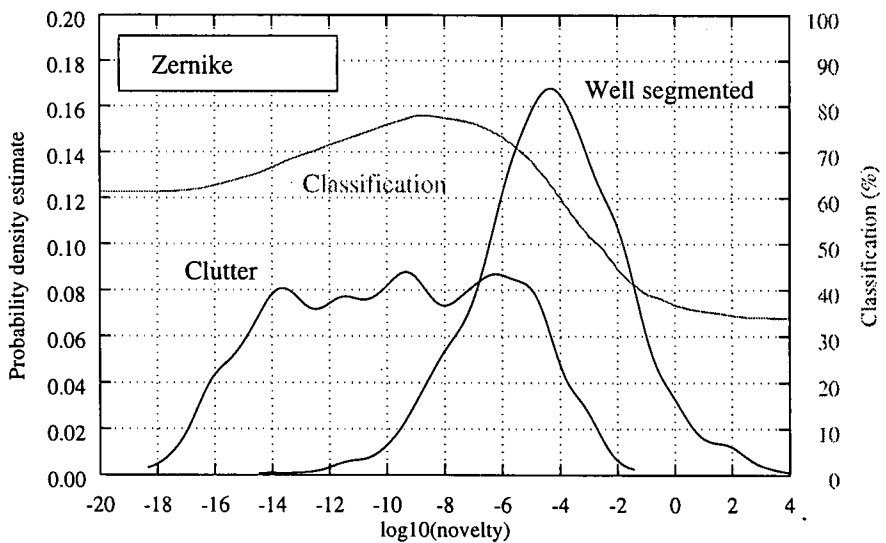 Zernike
Well segmented
Classification
Clutter
Probability density estimate
0.20
0.18
0.16
0.14
0.12
0.10
0.08
0.06
0.04
0.02
0.00
100
90
80
70
60
50
40
30
20
10
0
Classification (%)
-20 -18 -16 -14 -12 -10 -8 -6 -4 -2 0 2 4
log10(novelty)